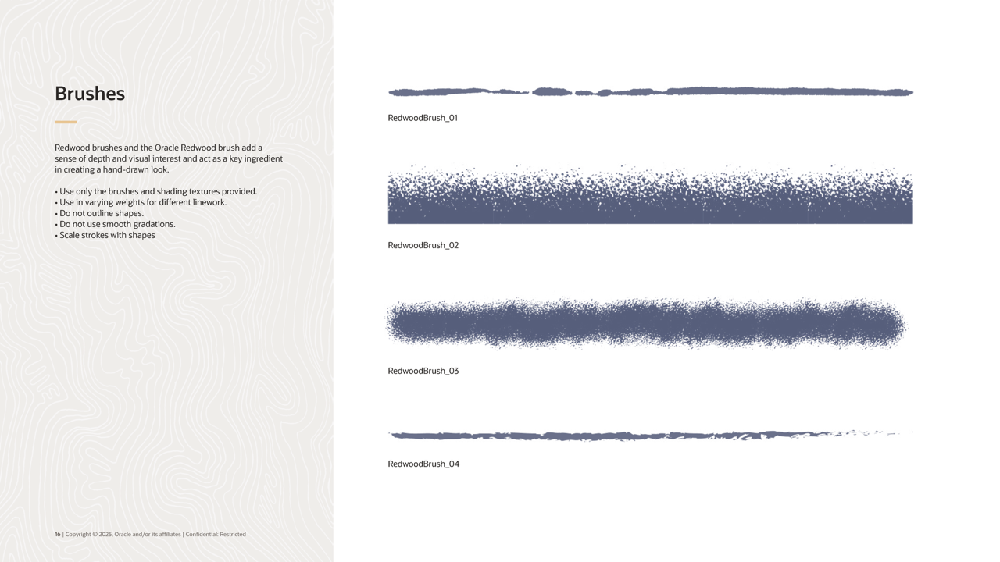 Brushes
Redwood brushes and the Oracle Redwood brush add a
sense of depth and visual interest and act as a key ingredient
in creating a hand-drawn look.
• Use only the brushes and shading textures provided.
• Use in varying weights for different linework.
• Do not outline shapes.
• Do not use smooth gradations.
• Scale strokes with shapes
16 | Copyright © 2025, Oracle and/or its affiliates | Confidential: Restricted
RedwoodBrush_01
RedwoodBrush_02
RedwoodBrush_03
RedwoodBrush_04